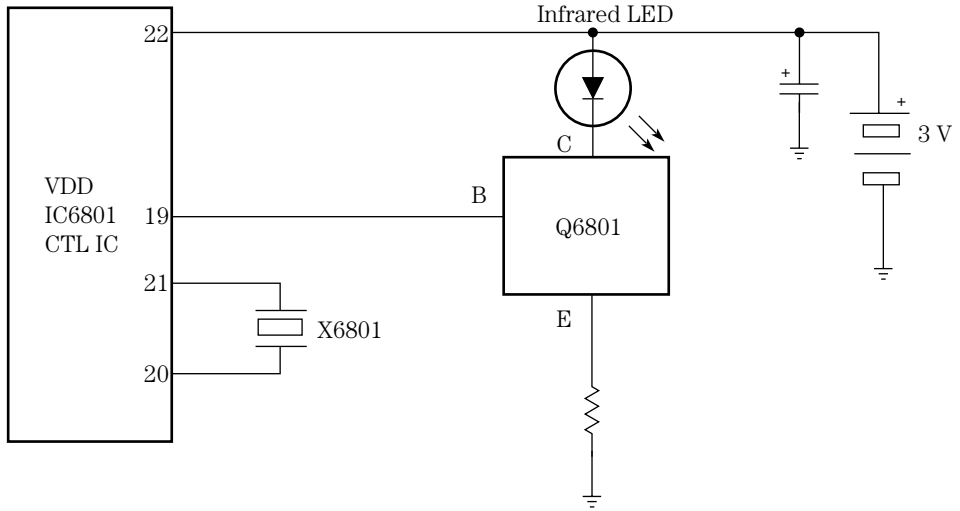 Infrared LED
22
+
+
3 V
C
VDD
IC6801
CTL IC
19
B
Q6801
21
X6801
E
20